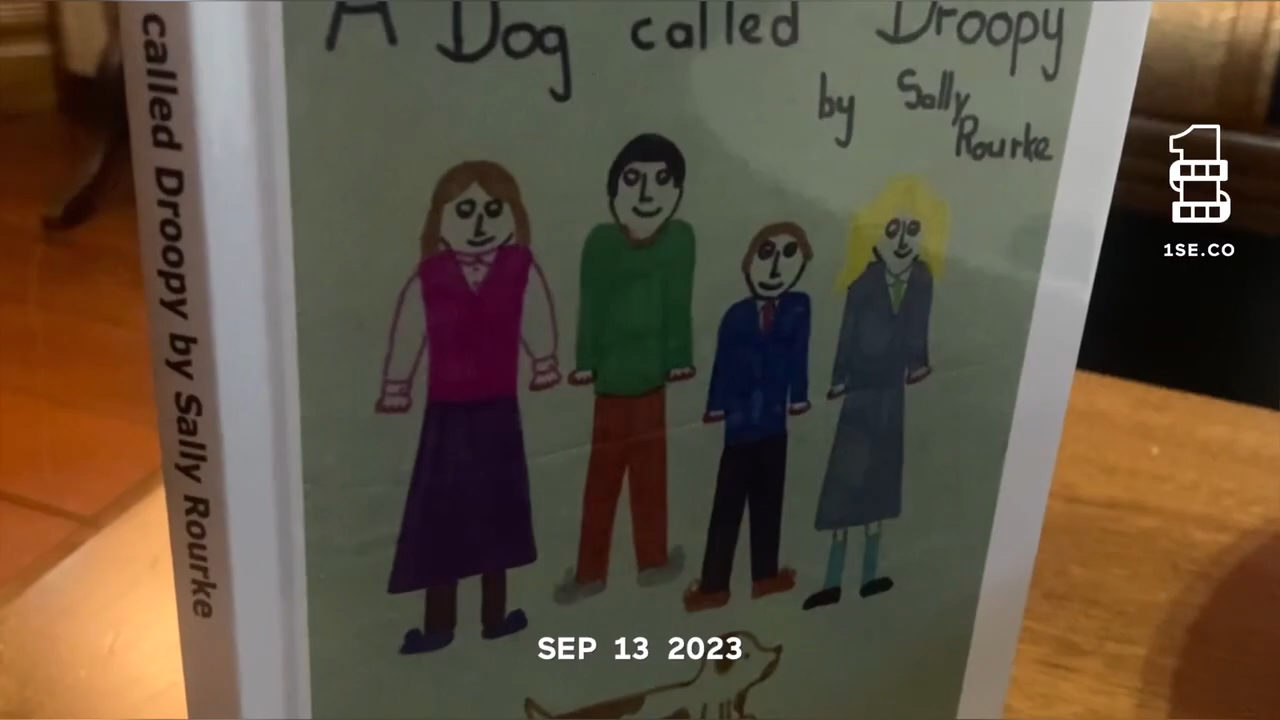 A Dog called Droopy
by Sally
Rourke
called Droopy by Sally Rourke
1SE.CO
SEP 13 2023